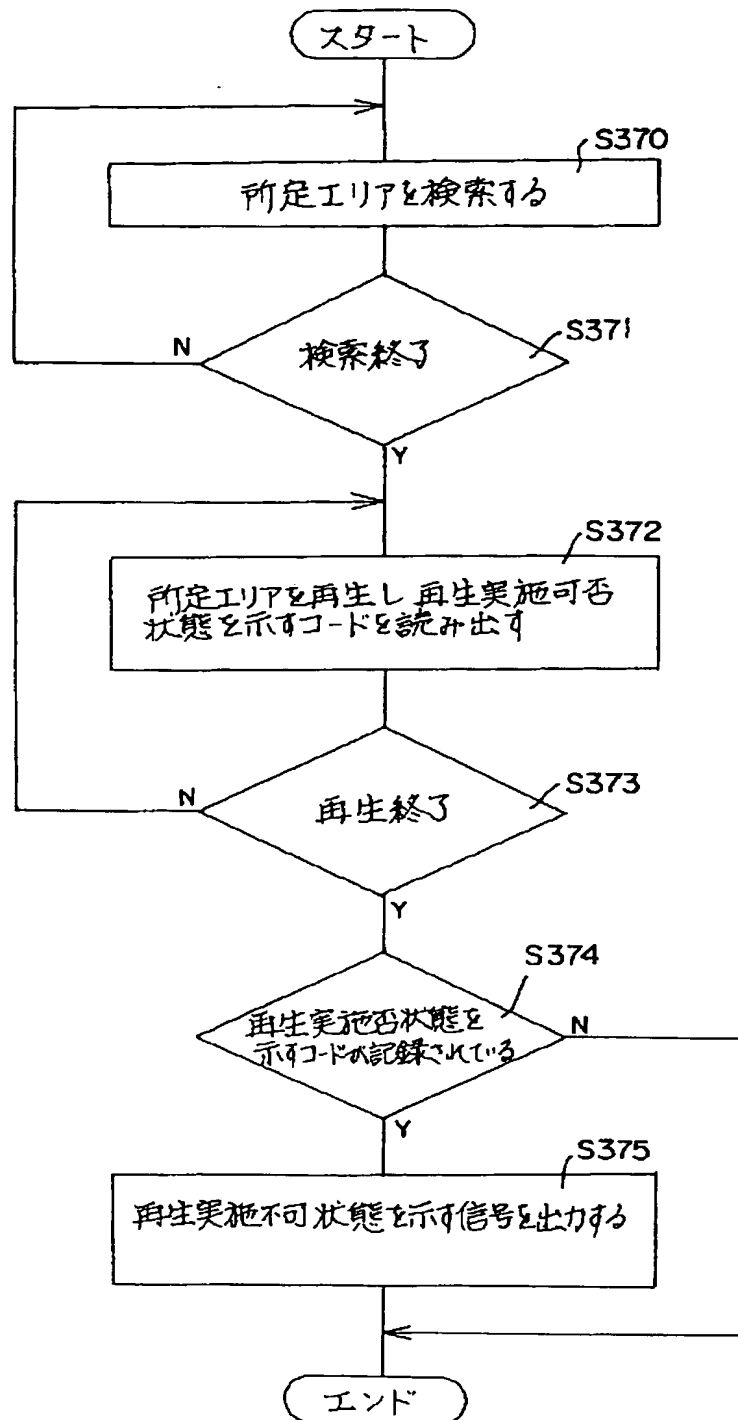 スタート
S370
所定エリアを検索する
S371
検索終了
N
Y
S372
所定エリアを再生し 再生実施可否
状態を示すコードを読み出す
S373
再生終了
N
Y
S374
再生実施否状態を
示すコードが記録されている
N
Y
S375
再生実施不可状態を示す信号を出力する
エンド